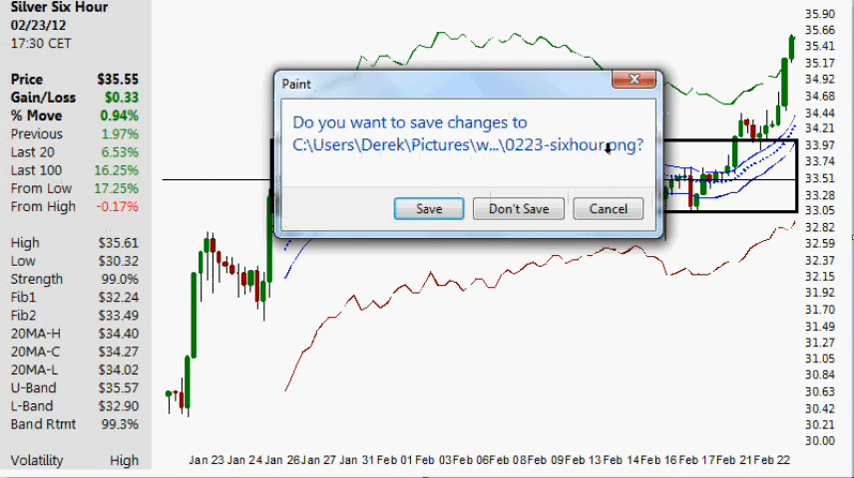 Silver Six Hour
02/23/12
17:30 CET
Price $35.55
Gain/Loss $0.33
% Move 0.94%
Previous 1.97%
Last 20 6.53%
Last 100 16.25%
From Low 17.25%
From High -0.17%
High $35.61
Low $30.32
Strength 99.0%
Fib1 $32.24
Fib2 $33.49
20MA-H $34.40
20MA-C $34.27
20MA-L $34.02
U-Band $35.57
L-Band $32.90
Band Rtmt 99.3%
Volatility High
Paint
Do you want to save changes to
C:\Users\Derek\Pictures\w...\0223-sixhour.png?
Save Don't Save Cancel
35.90
35.66
35.41
35.17
34.92
34.68
34.44
34.21
33.97
33.74
33.51
33.28
33.05
32.82
32.59
32.37
32.15
31.92
31.70
31.49
31.27
31.05
30.84
30.63
30.42
30.21
30.00
Jan 23 Jan 24 Jan 26 Jan 27 Jan 31 Feb 01 Feb 03 Feb 06 Feb 08 Feb 09 Feb 13 Feb 14 Feb 16 Feb 17 Feb 21 Feb 22